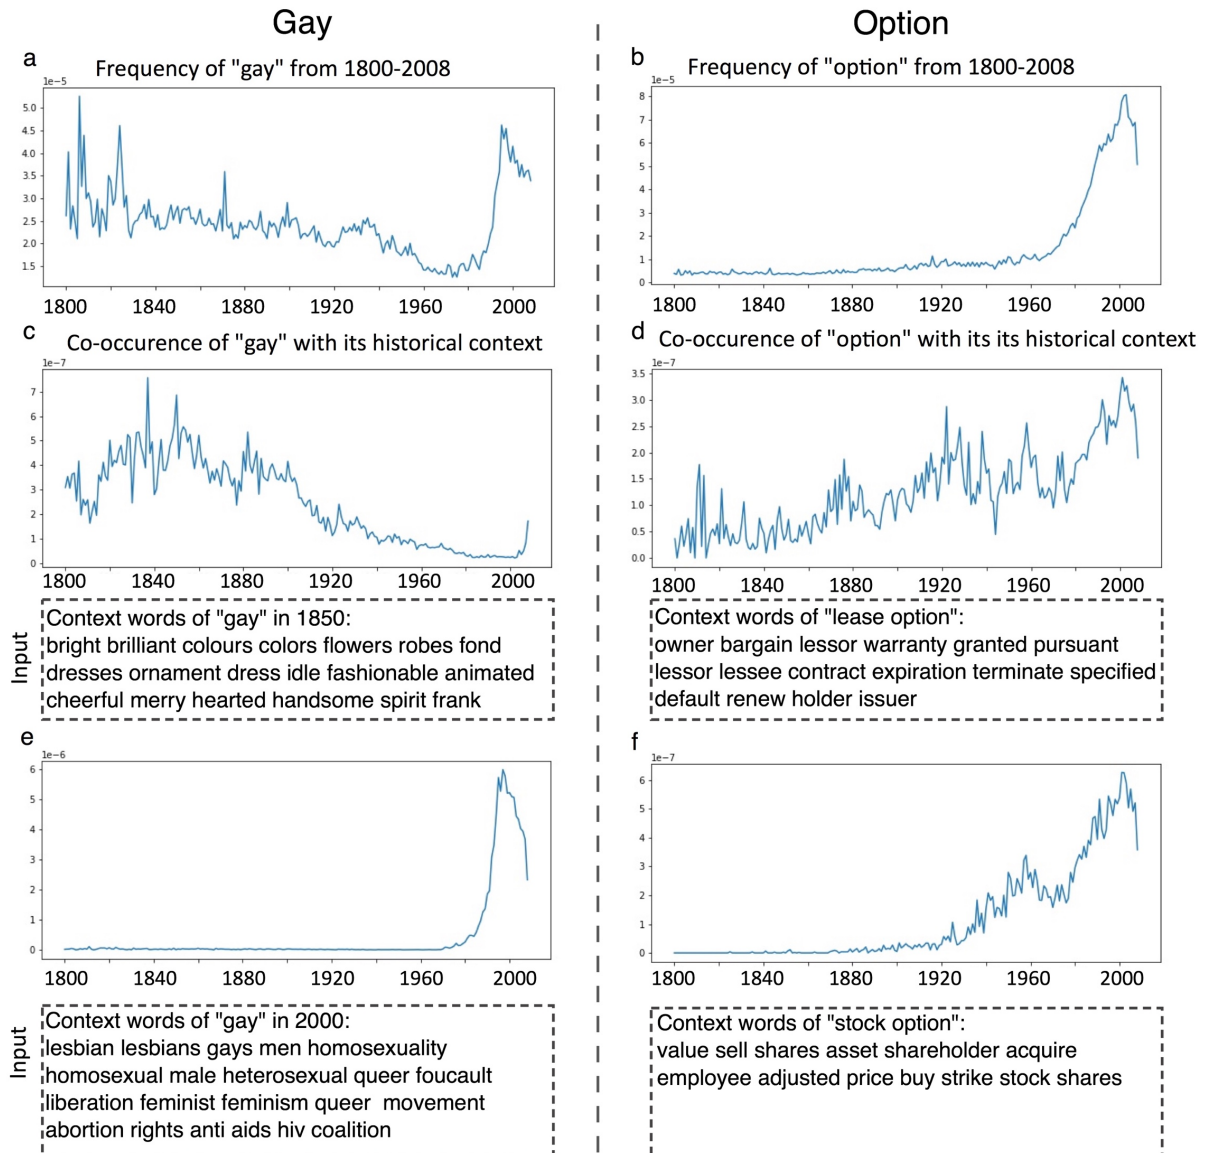 Gay
Option
a
Frequency of "gay" from 1800-2008
1e−5
5.0
4.5
4.0
3.5
3.0
2.5
2.0
1.5
1800 1840 1880 1920 1960 2000
b
Frequency of "option" from 1800-2008
1e−5
8
7
6
5
4
3
2
1
0
1800 1840 1880 1920 1960 2000
c
Co-occurence of "gay" with its historical context
1e−7
7
6
5
4
3
2
1
0
1800 1840 1880 1920 1960 2000
Input
Context words of "gay" in 1850:
bright brilliant colours colors flowers robes fond
dresses ornament dress idle fashionable animated
cheerful merry hearted handsome spirit frank
d
Co-occurence of "option" with its its historical context
1e−7
3.5
3.0
2.5
2.0
1.5
1.0
0.5
0.0
1800 1840 1880 1920 1960 2000
Context words of "lease option":
owner bargain lessor warranty granted pursuant
lessor lessee contract expiration terminate specified
default renew holder issuer
e
1e−6
6
5
4
3
2
1
0
1800 1840 1880 1920 1960 2000
Input
Context words of "gay" in 2000:
lesbian lesbians gays men homosexuality
homosexual male heterosexual queer foucault
liberation feminist feminism queer movement
abortion rights anti aids hiv coalition
f
1e−7
6
5
4
3
2
1
0
1800 1840 1880 1920 1960 2000
Context words of "stock option":
value sell shares asset shareholder acquire
employee adjusted price buy strike stock shares